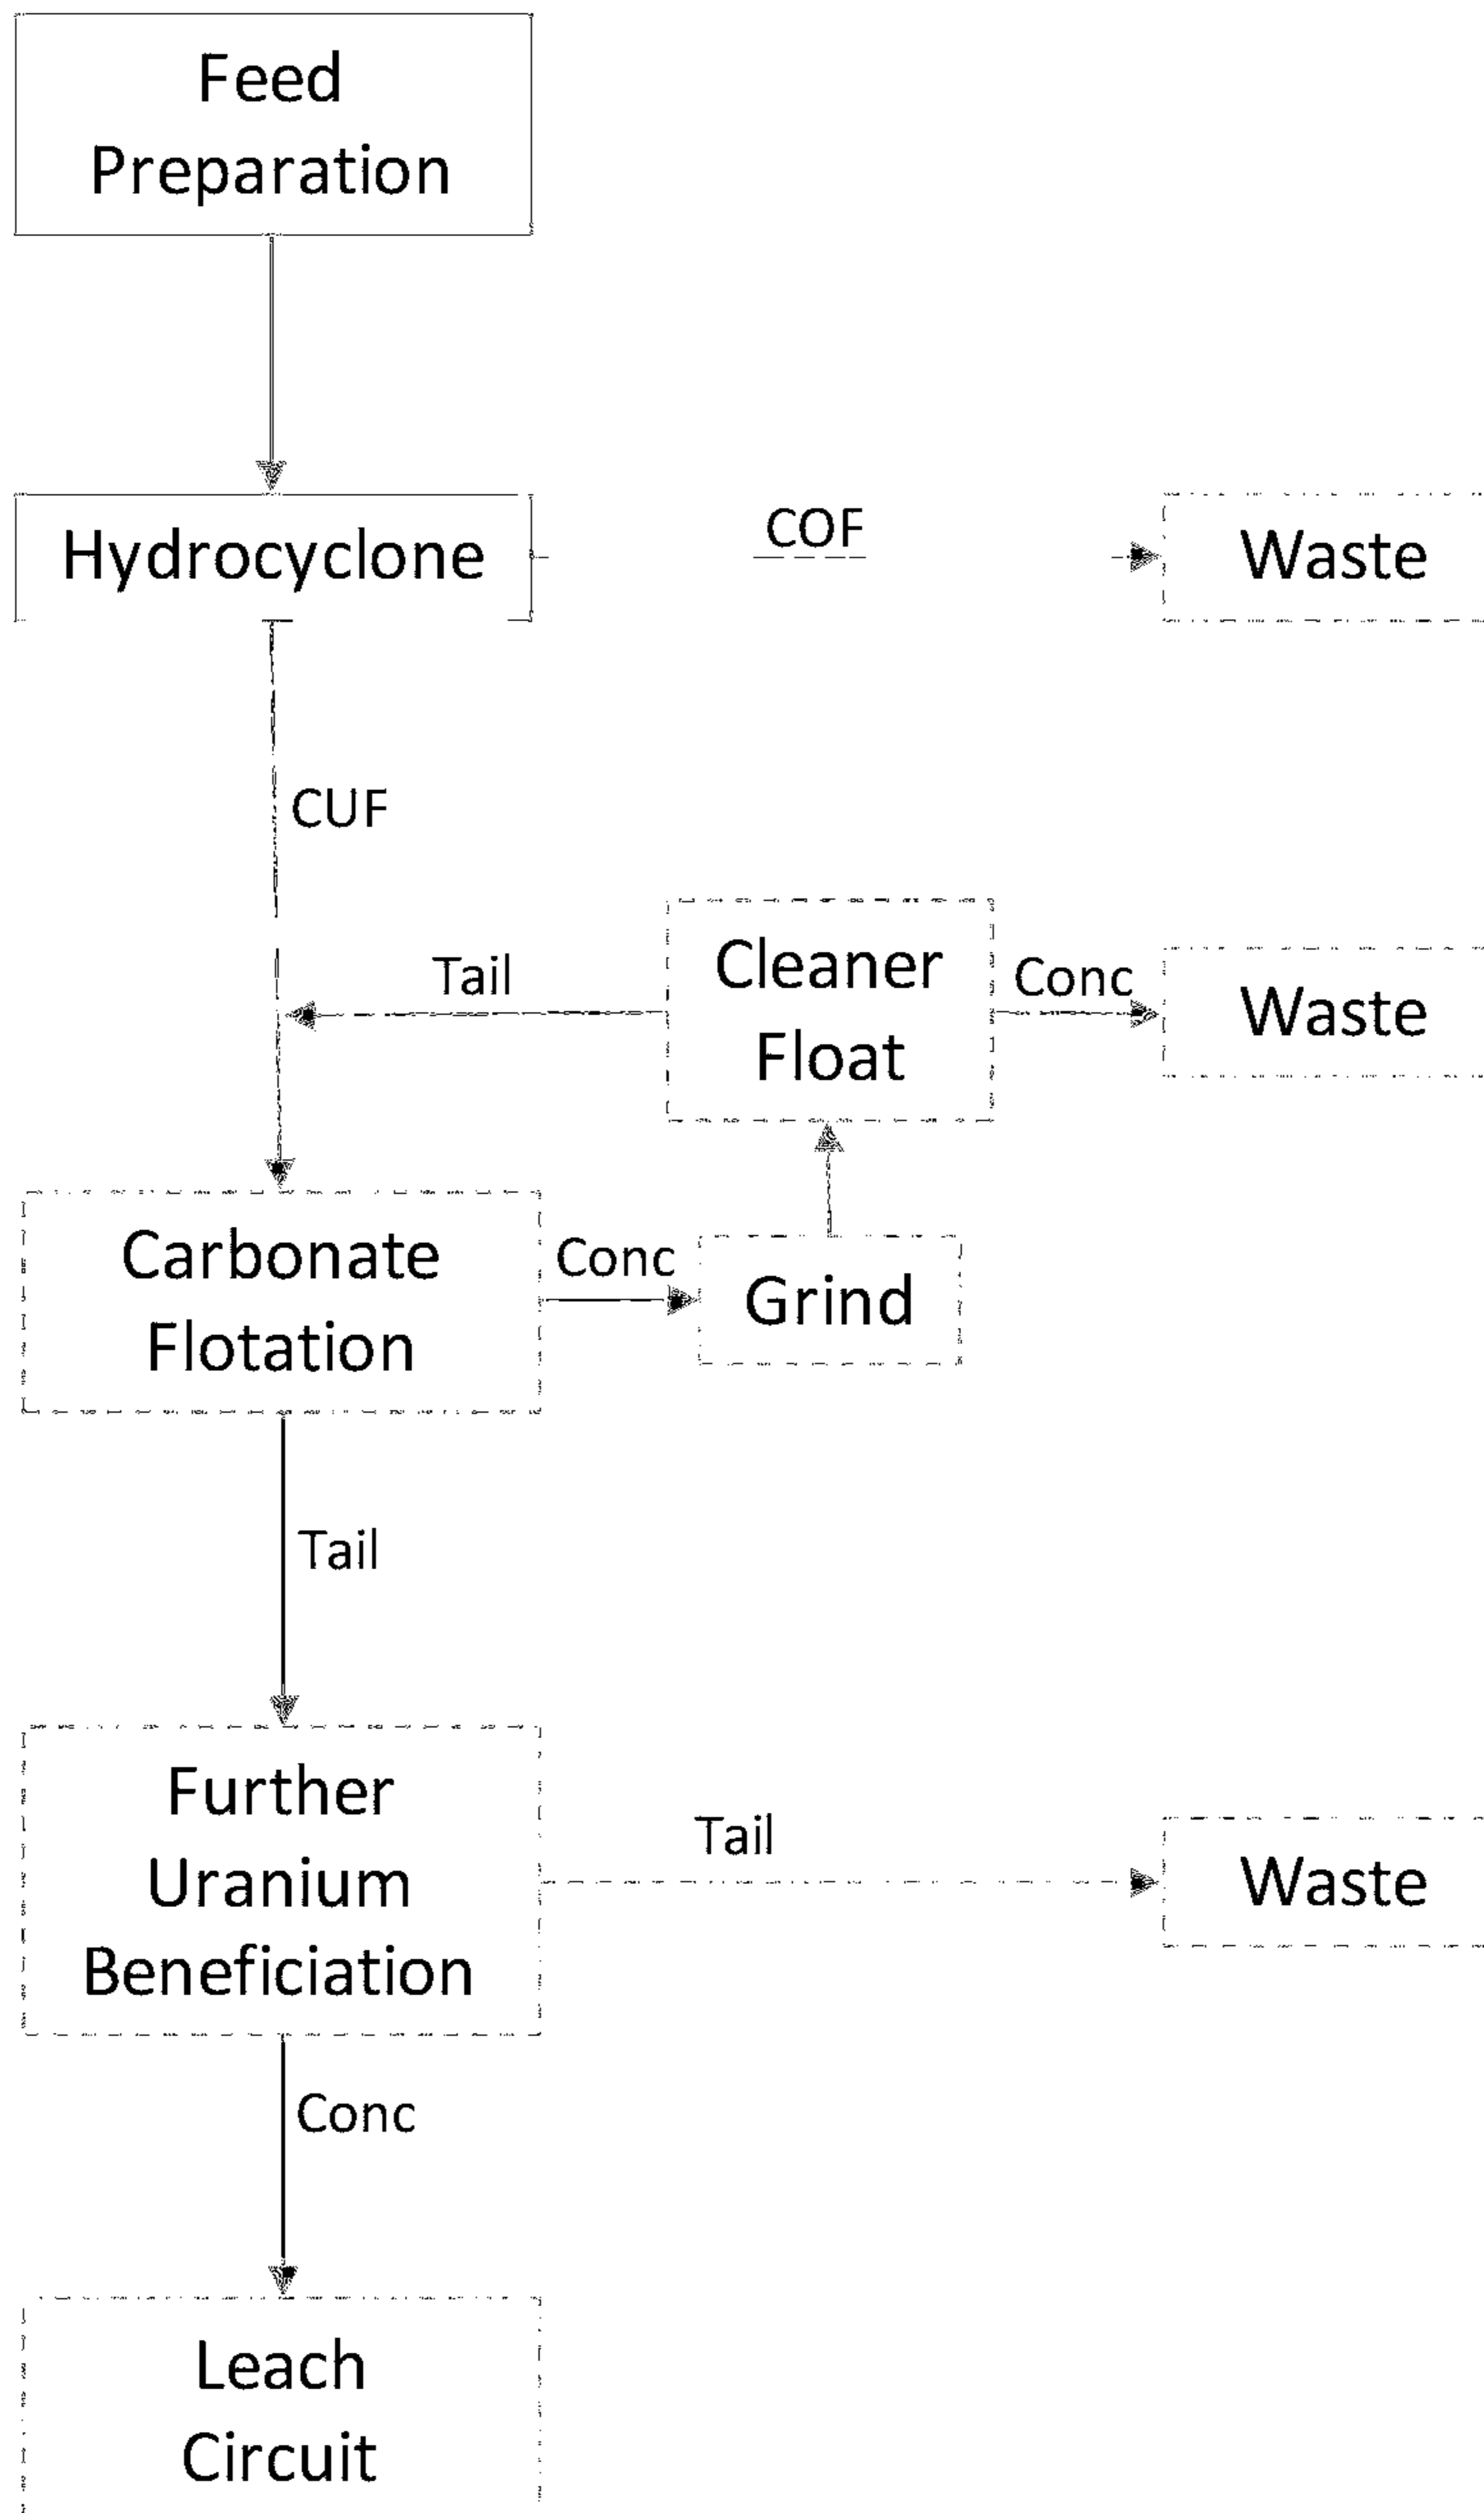 Feed
Preparation
Hydrocyclone
COF
Waste
CUF
Tail
Cleaner
Float
Conc
Waste
Carbonate
Flotation
Conc
Grind
Tail
Further
Uranium
Beneficiation
Tail
Waste
Conc
Leach
Circuit